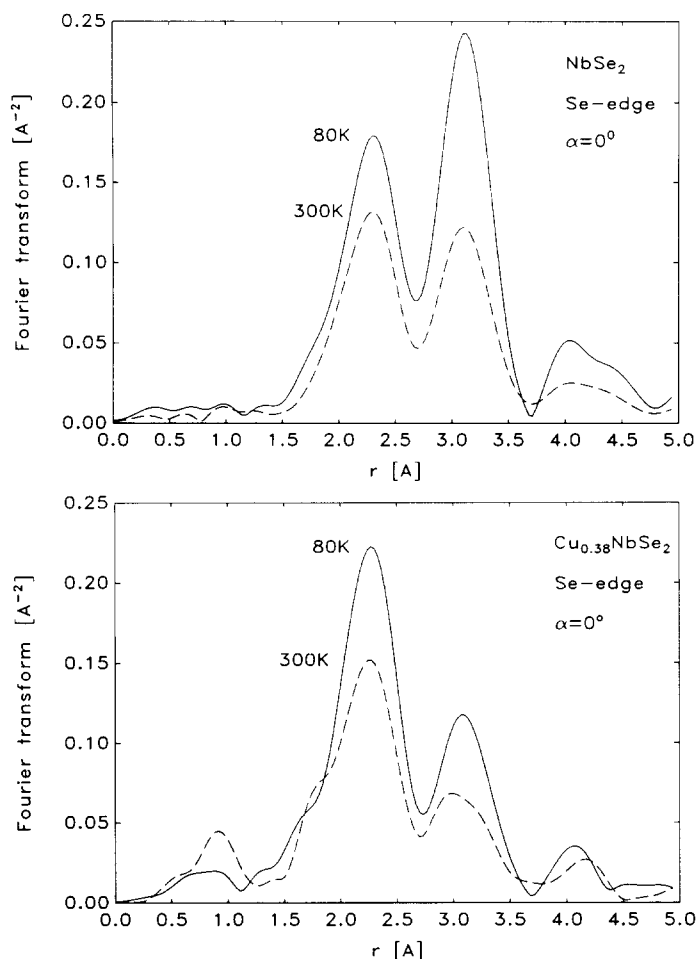 0.25
0.20
0.15
0.10
0.05
0.00
Fourier transform [A⁻²]
NbSe₂
Se-edge
α=0⁰
80K
300K
0.0 0.5 1.0 1.5 2.0 2.5 3.0 3.5 4.0 4.5 5.0
r [A]
0.25
0.20
0.15
0.10
0.05
0.00
Fourier transform [A⁻²]
Cu₀.₃₈NbSe₂
Se-edge
α=0°
80K
300K
0.0 0.5 1.0 1.5 2.0 2.5 3.0 3.5 4.0 4.5 5.0
r [A]